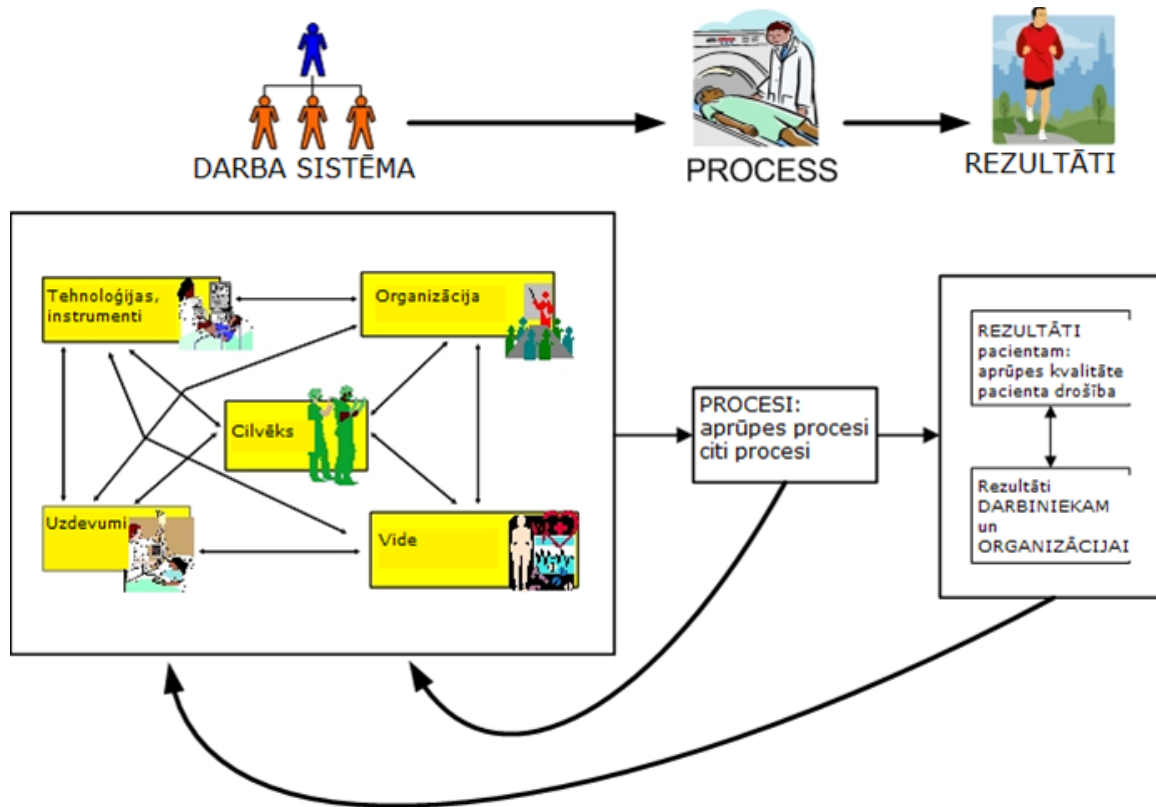 DARBA SISTĒMA
PROCESS
REZULTĀTI
Tehnoloģijas,
instrumenti
Organizācija
Cilvēks
Uzdevumi
Vide
PROCESI:
aprūpes procesi
citi procesi
REZULTĀTI
pacientam:
aprūpes kvalitāte
pacienta drošība
Rezultāti
DARBINIEKAM
un
ORGANIZĀCIJAI